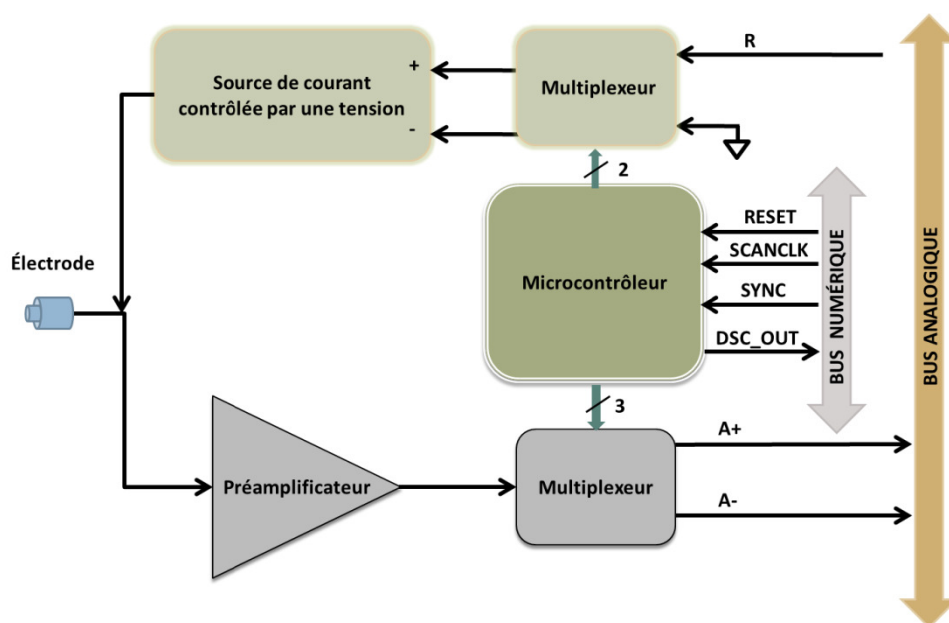 Source de courant
contrôlée par une tension
+
-
Multiplexeur
R
2
Électrode
Microcontrôleur
RESET
SCANCLK
SYNC
DSC_OUT
BUS NUMÉRIQUE
BUS ANALOGIQUE
3
Préamplificateur
Multiplexeur
A+
A-